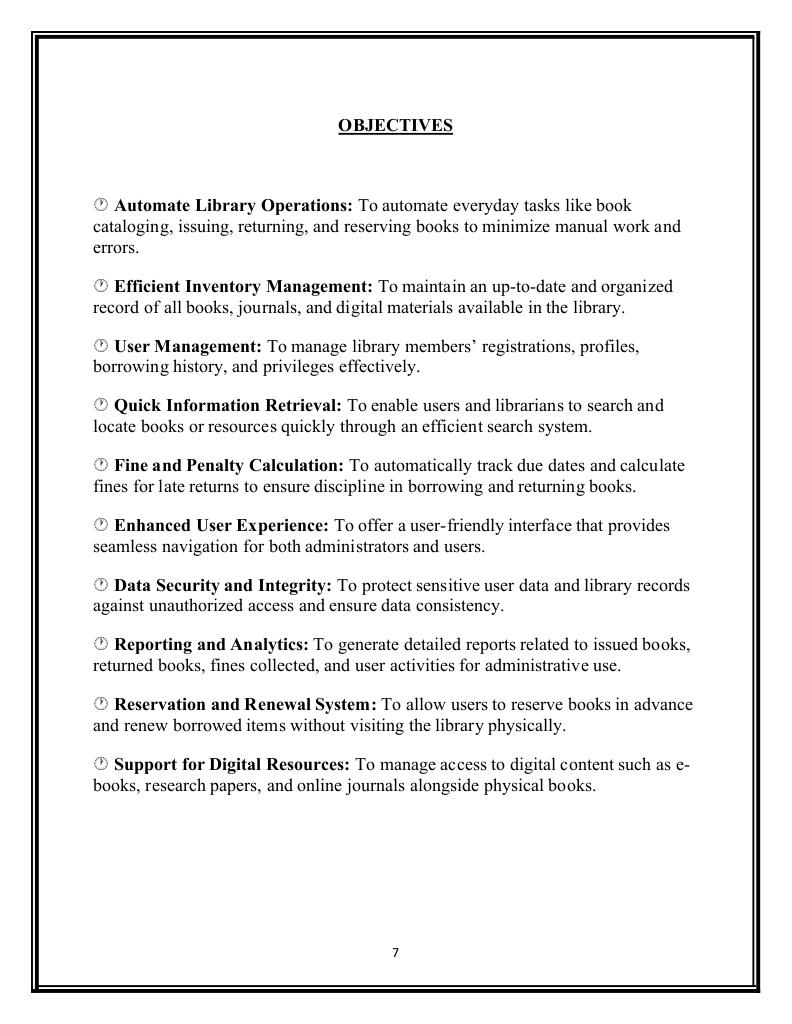 OBJECTIVES
🕐 Automate Library Operations: To automate everyday tasks like book
cataloging, issuing, returning, and reserving books to minimize manual work and
errors.
🕐 Efficient Inventory Management: To maintain an up-to-date and organized
record of all books, journals, and digital materials available in the library.
🕐 User Management: To manage library members’ registrations, profiles,
borrowing history, and privileges effectively.
🕐 Quick Information Retrieval: To enable users and librarians to search and
locate books or resources quickly through an efficient search system.
🕐 Fine and Penalty Calculation: To automatically track due dates and calculate
fines for late returns to ensure discipline in borrowing and returning books.
🕐 Enhanced User Experience: To offer a user-friendly interface that provides
seamless navigation for both administrators and users.
🕐 Data Security and Integrity: To protect sensitive user data and library records
against unauthorized access and ensure data consistency.
🕐 Reporting and Analytics: To generate detailed reports related to issued books,
returned books, fines collected, and user activities for administrative use.
🕐 Reservation and Renewal System: To allow users to reserve books in advance
and renew borrowed items without visiting the library physically.
🕐 Support for Digital Resources: To manage access to digital content such as e-
books, research papers, and online journals alongside physical books.
7